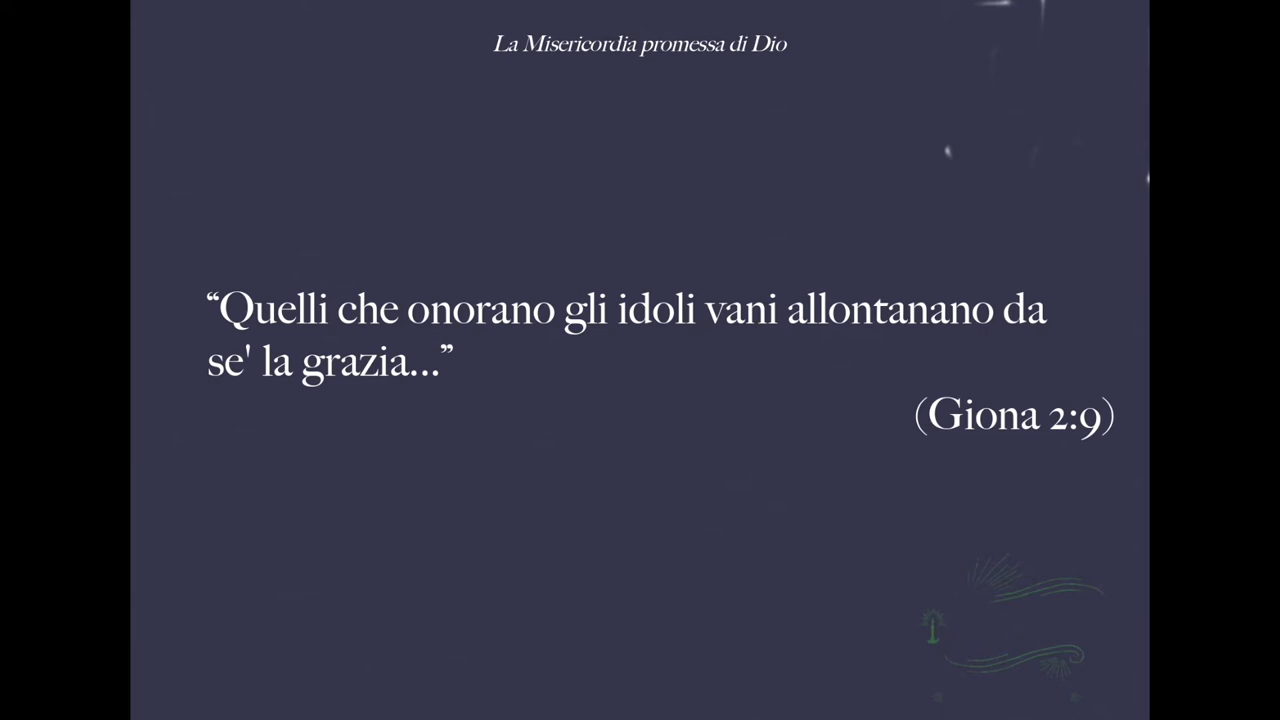 La Misericordia promessa di Dio
“Quelli che onorano gli idoli vani allontanano da
se' la grazia...”
(Giona 2:9)